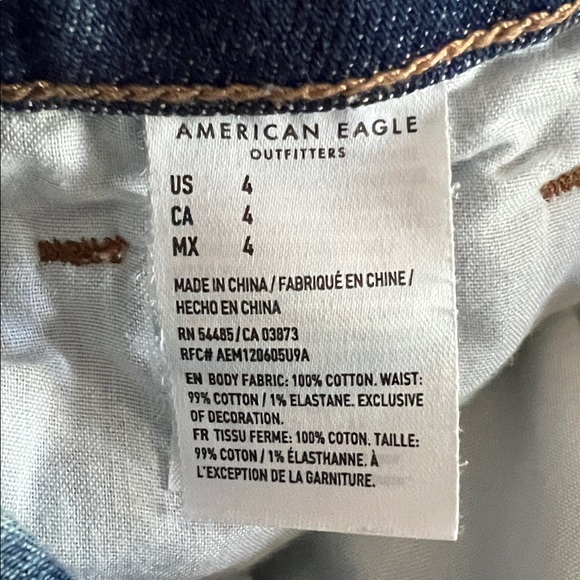 AMERICAN EAGLE
OUTFITTERS
US 4
CA 4
MX 4
MADE IN CHINA / FABRIQUÉ EN CHINE /
HECHO EN CHINA
RN 54485 / CA 03873
RFC# AEM120605U9A
EN BODY FABRIC: 100% COTTON. WAIST:
99% COTTON / 1% ELASTANE. EXCLUSIVE
OF DECORATION.
FR TISSU FERME: 100% COTON. TAILLE:
99% COTON / 1% ÉLASTHANNE. À
L'EXCEPTION DE LA GARNITURE.